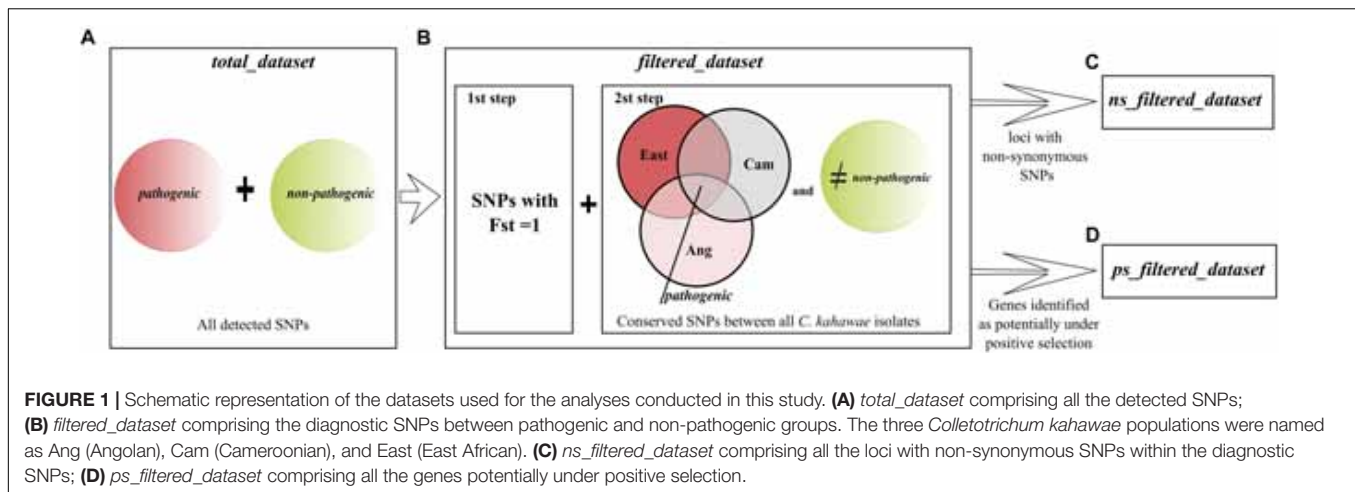 A
total_dataset
pathogenic
+
non-pathogenic
All detected SNPs
B
filtered_dataset
1st step
SNPs with
Fst =1
+
2st step
East
Cam
Ang
pathogenic
and
≠ non-pathogenic
Conserved SNPs between all C. kahawae isolates
loci with
non-synonymous
SNPs
C
ns_filtered_dataset
Genes identified
as potentially under
positive selection
D
ps_filtered_dataset
FIGURE 1 | Schematic representation of the datasets used for the analyses conducted in this study. (A) total_dataset comprising all the detected SNPs;
(B) filtered_dataset comprising the diagnostic SNPs between pathogenic and non-pathogenic groups. The three Colletotrichum kahawae populations were named
as Ang (Angolan), Cam (Cameroonian), and East (East African). (C) ns_filtered_dataset comprising all the loci with non-synonymous SNPs within the diagnostic
SNPs; (D) ps_filtered_dataset comprising all the genes potentially under positive selection.